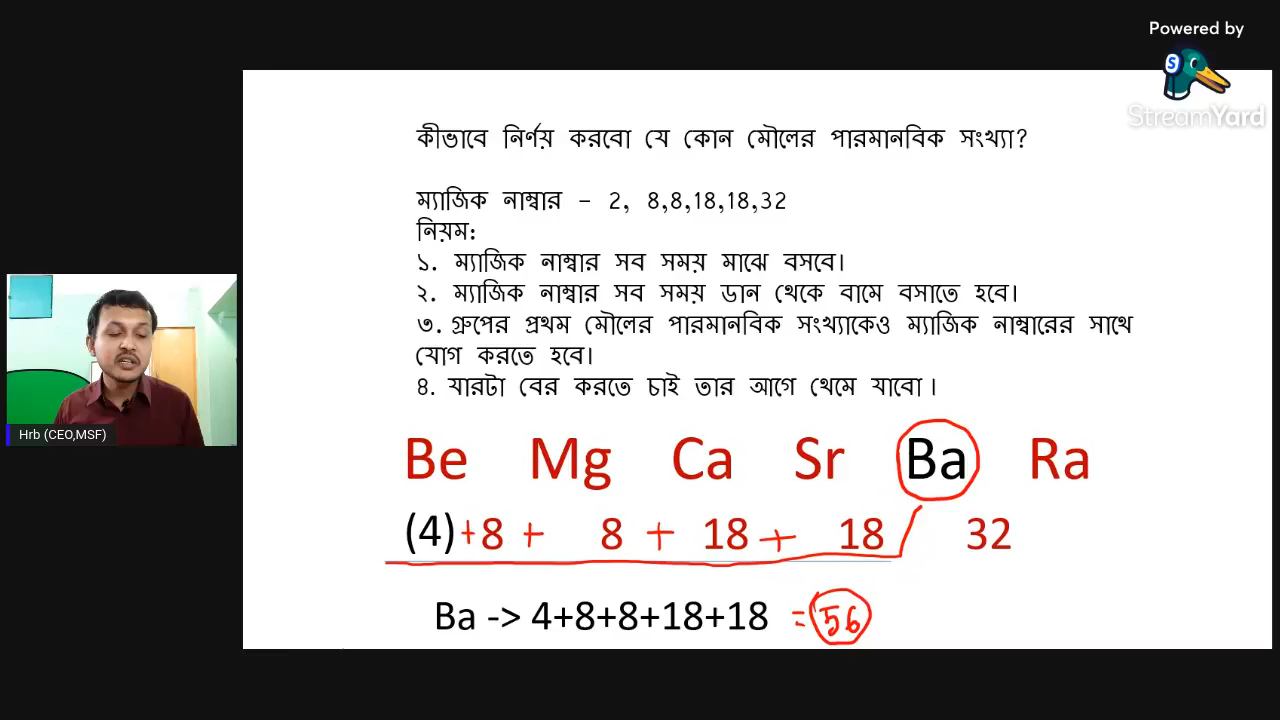 Powered by
StreamYard
কীভাবে নির্ণয় করবো যে কোন মৌলের পারমানবিক সংখ্যা?
ম্যাজিক নাম্বার – 2, 8,8,18,18,32
নিয়ম:
১. ম্যাজিক নাম্বার সব সময় মাঝে বসবে।
২. ম্যাজিক নাম্বার সব সময় ডান থেকে বামে বসাতে হবে।
৩. গ্রুপের প্রথম মৌলের পারমানবিক সংখ্যাকেও ম্যাজিক নাম্বারের সাথে
যোগ করতে হবে।
৪. যারটা বের করতে চাই তার আগে থেমে যাবো।
Be Mg Ca Sr Ba Ra
(4) + 8 + 8 + 18 + 18 32
Ba -> 4+8+8+18+18 = 56
Hrb (CEO,MSF)